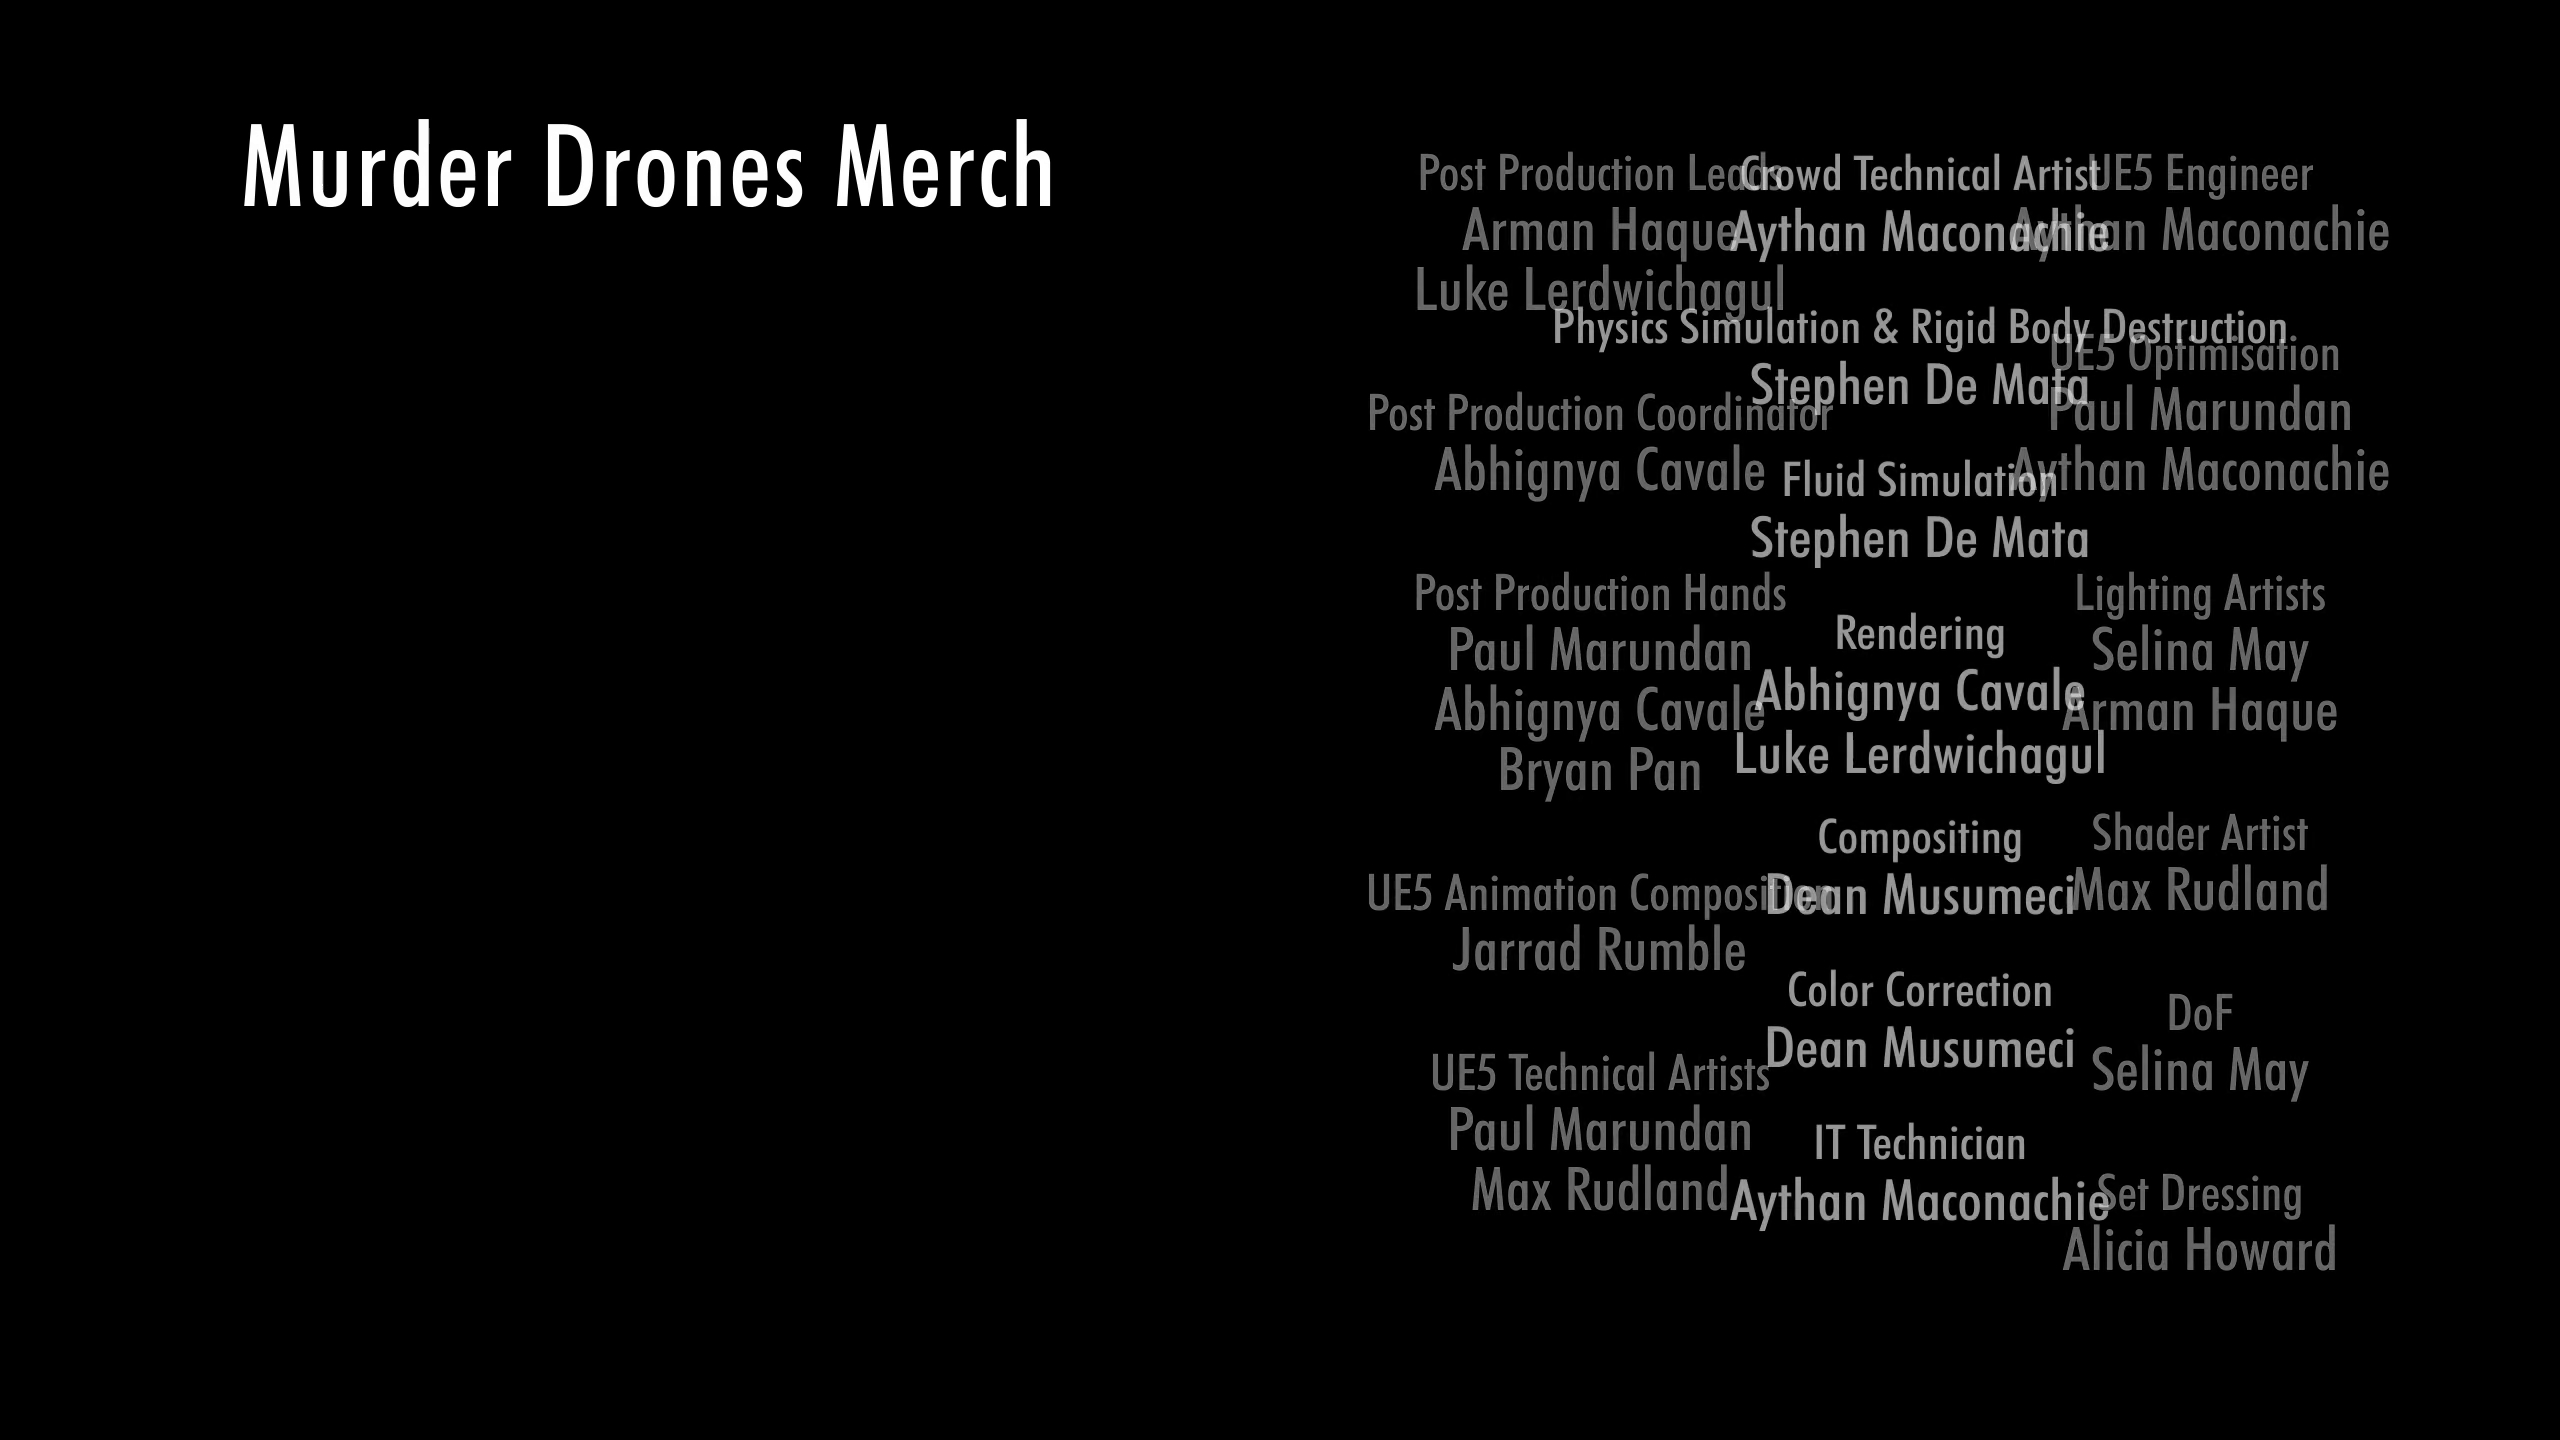 Murder Drones Merch
Post Production Leads
Arman Haque
Luke Lerdwichagul
Post Production Coordinator
Abhignya Cavale
Post Production Hands
Paul Marundan
Abhignya Cavale
Bryan Pan
UE5 Animation Composition
Jarrad Rumble
UE5 Technical Artists
Paul Marundan
Max Rudland
Crowd Technical Artist
Aythan Maconachie
Physics Simulation & Rigid Body Destruction
Stephen De Mata
Fluid Simulation
Stephen De Mata
Rendering
Abhignya Cavale
Luke Lerdwichagul
Compositing
Dean Musumeci
Color Correction
Dean Musumeci
IT Technician
Aythan Maconachie
UE5 Engineer
Aythan Maconachie
UE5 Optimisation
Paul Marundan
Aythan Maconachie
Lighting Artists
Selina May
Arman Haque
Shader Artist
Max Rudland
DoF
Selina May
Set Dressing
Alicia Howard